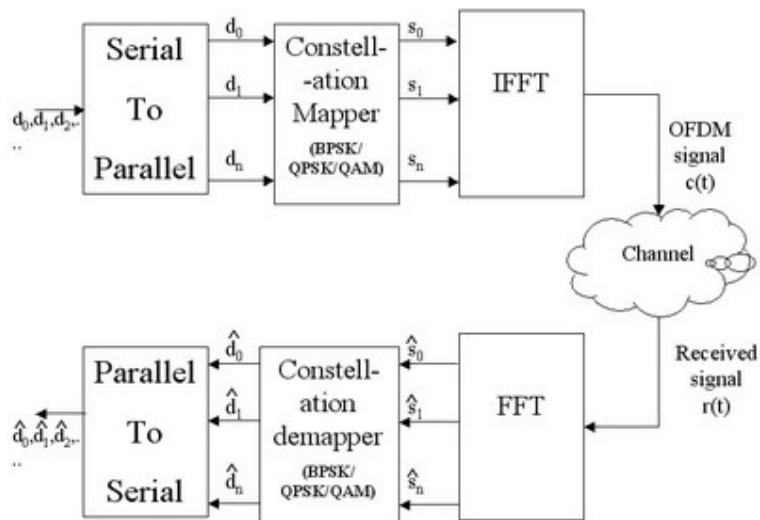 d₀,d₁,d₂,.
..
Serial
To
Parallel
d₀
d₁
dₙ
Constell-
-ation
Mapper
(BPSK/
QPSK/QAM)
s₀
s₁
sₙ
IFFT
OFDM
signal
c(t)
Channel
Received
signal
r(t)
FFT
ŝ₀
ŝ₁
ŝₙ
Constell-
ation
demapper
(BPSK/
QPSK/QAM)
d̂₀
d̂₁
d̂ₙ
Parallel
To
Serial
d̂₀,d̂₁,d̂₂,.
..